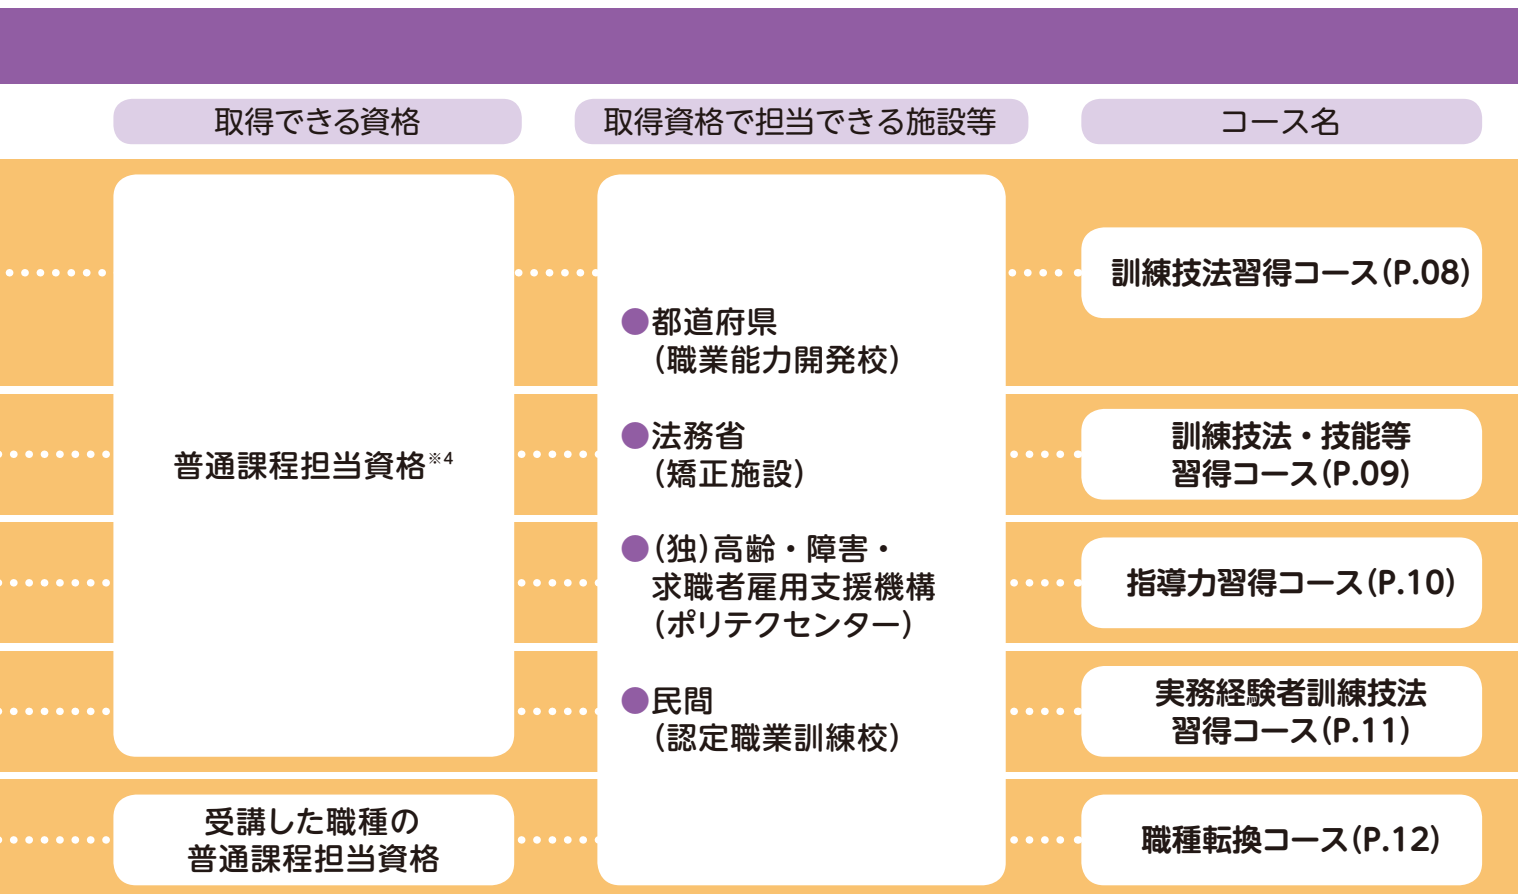 取得できる資格
取得資格で担当できる施設等
コース名
普通課程担当資格※4
受講した職種の
普通課程担当資格
●都道府県
(職業能力開発校)
●法務省
(矯正施設)
●(独)高齢・障害・
求職者雇用支援機構
(ポリテクセンター)
●民間
(認定職業訓練校)
訓練技法習得コース(P.08)
訓練技法・技能等
習得コース(P.09)
指導力習得コース(P.10)
実務経験者訓練技法
習得コース(P.11)
職種転換コース(P.12)